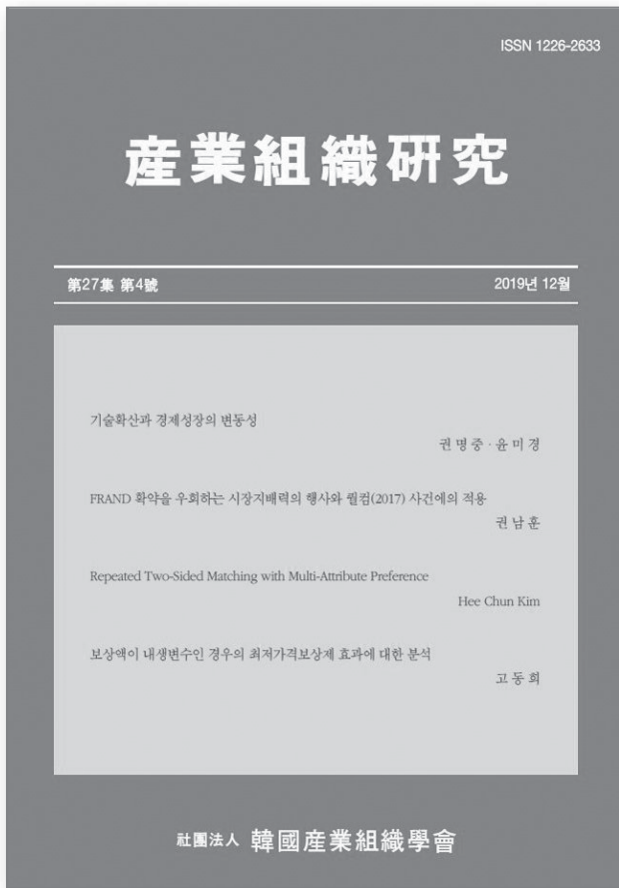 ISSN 1226-2633
産業組織研究
第27集 第4號
2019년 12월
기술확산과 경제성장의 변동성
권명중 · 윤미경
FRAND 확약을 우회하는 시장지배력의 행사와 퀄컴(2017) 사건에의 적용
권남훈
Repeated Two-Sided Matching with Multi-Attribute Preference
Hee Chun Kim
보상액이 내생변수인 경우의 최저가격보상제 효과에 대한 분석
고동희
社團法人 韓國産業組織學會